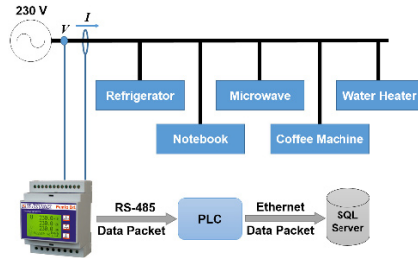 230 V
V
I
Refrigerator
Microwave
Water Heater
Notebook
Coffee Machine
RS-485
Data Packet
PLC
Ethernet
Data Packet
SQL
Server